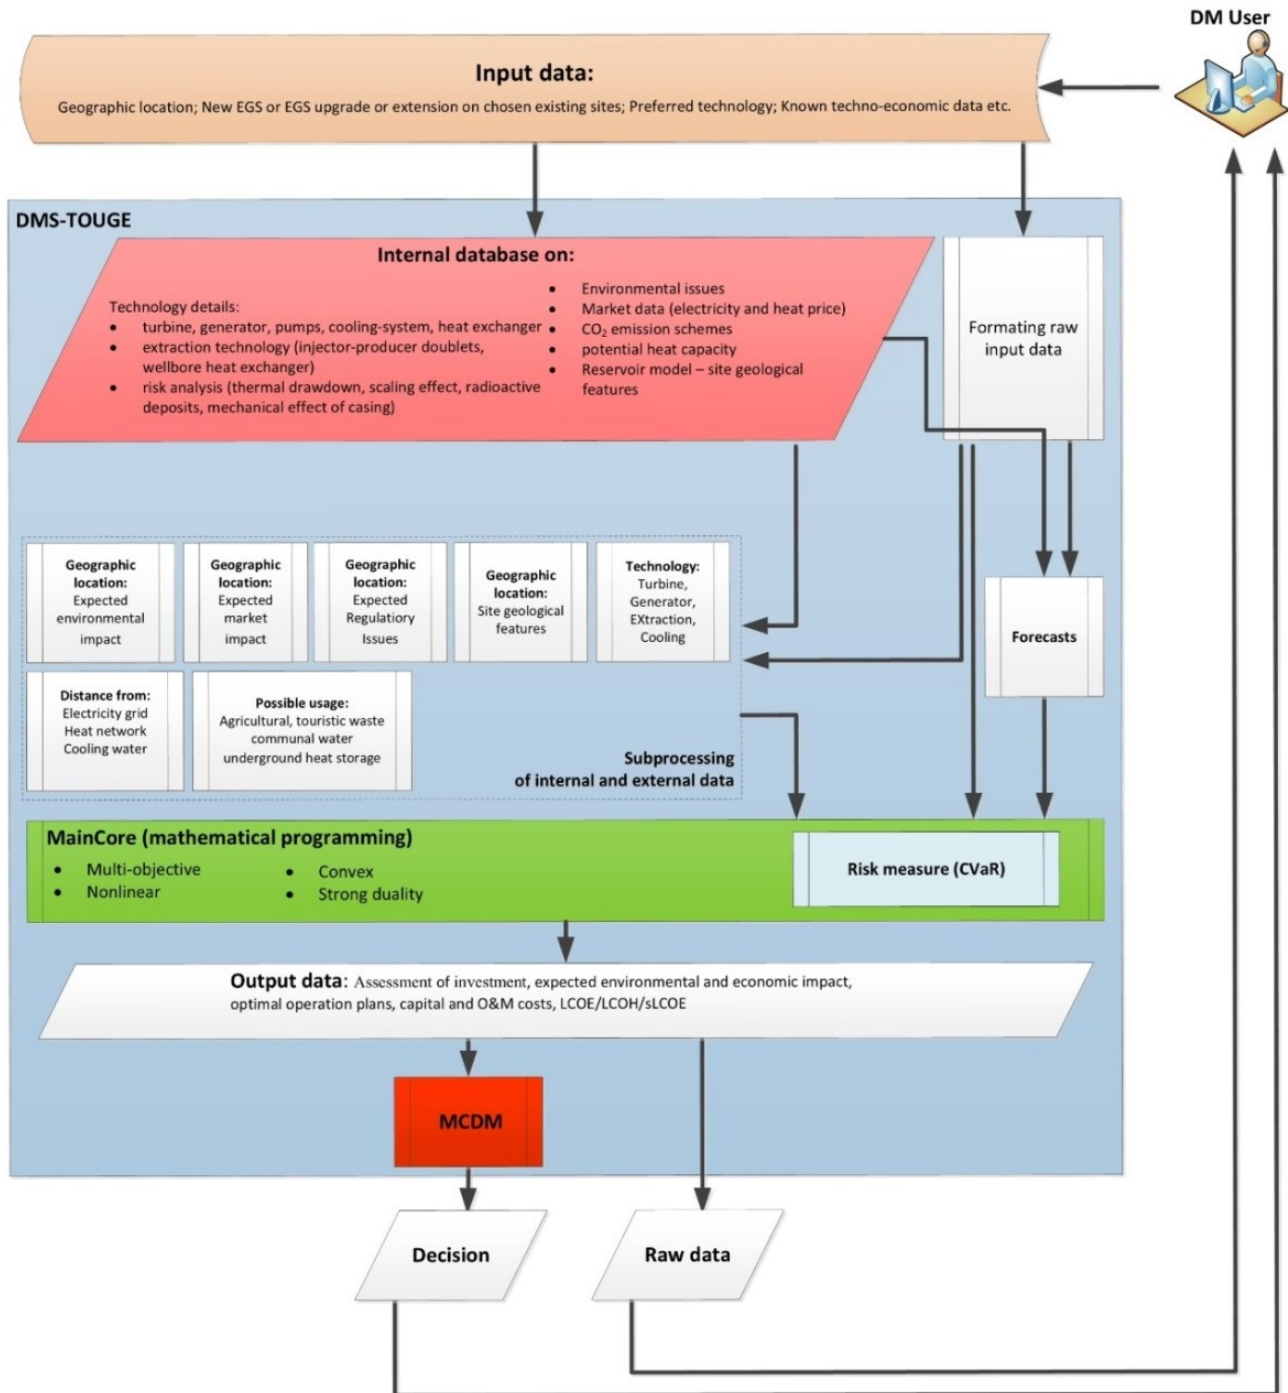 DM User
Input data:
Geographic location; New EGS or EGS upgrade or extension on chosen existing sites; Preferred technology; Known techno-economic data etc.
DMS-TOUGE
Internal database on:
Technology details:
• turbine, generator, pumps, cooling-system, heat exchanger
• extraction technology (injector-producer doublets,
wellbore heat exchanger)
• risk analysis (thermal drawdown, scaling effect, radioactive
deposits, mechanical effect of casing)
• Environmental issues
• Market data (electricity and heat price)
• CO₂ emission schemes
• potential heat capacity
• Reservoir model – site geological
features
Formating raw
input data
Geographic
location:
Expected
environmental
impact
Geographic
location:
Expected
market
impact
Geographic
location:
Expected
Regulatiory
Issues
Geographic
location:
Site geological
features
Technology:
Turbine,
Generator,
EXtraction,
Cooling
Forecasts
Distance from:
Electricity grid
Heat network
Cooling water
Possible usage:
Agricultural, touristic waste
communal water
underground heat storage
Subprocessing
of internal and external data
MainCore (mathematical programming)
• Multi-objective
• Nonlinear
• Convex
• Strong duality
Risk measure (CVaR)
Output data: Assessment of investment, expected environmental and economic impact,
optimal operation plans, capital and O&M costs, LCOE/LCOH/sLCOE
MCDM
Decision
Raw data